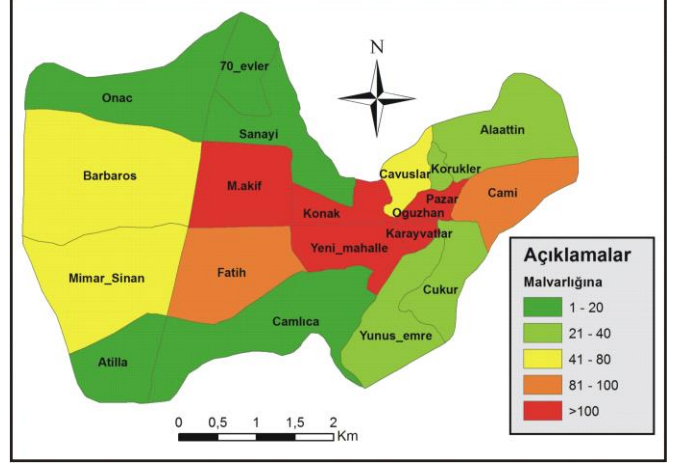 70_evler
N
Onac
Sanayi
Alaattin
Barbaros
Cavuslar
Korukler
M.akif
Cami
Pazar
Konak
Oguzhan
Karayvatlar
Yeni_mahalle
Mimar_Sinan
Fatih
Cukur
Camlıca
Yunus_emre
Atilla
Açıklamalar
Malvarlığına
1 - 20
21 - 40
41 - 80
81 - 100
>100
0 0,5 1 1,5 2
Km